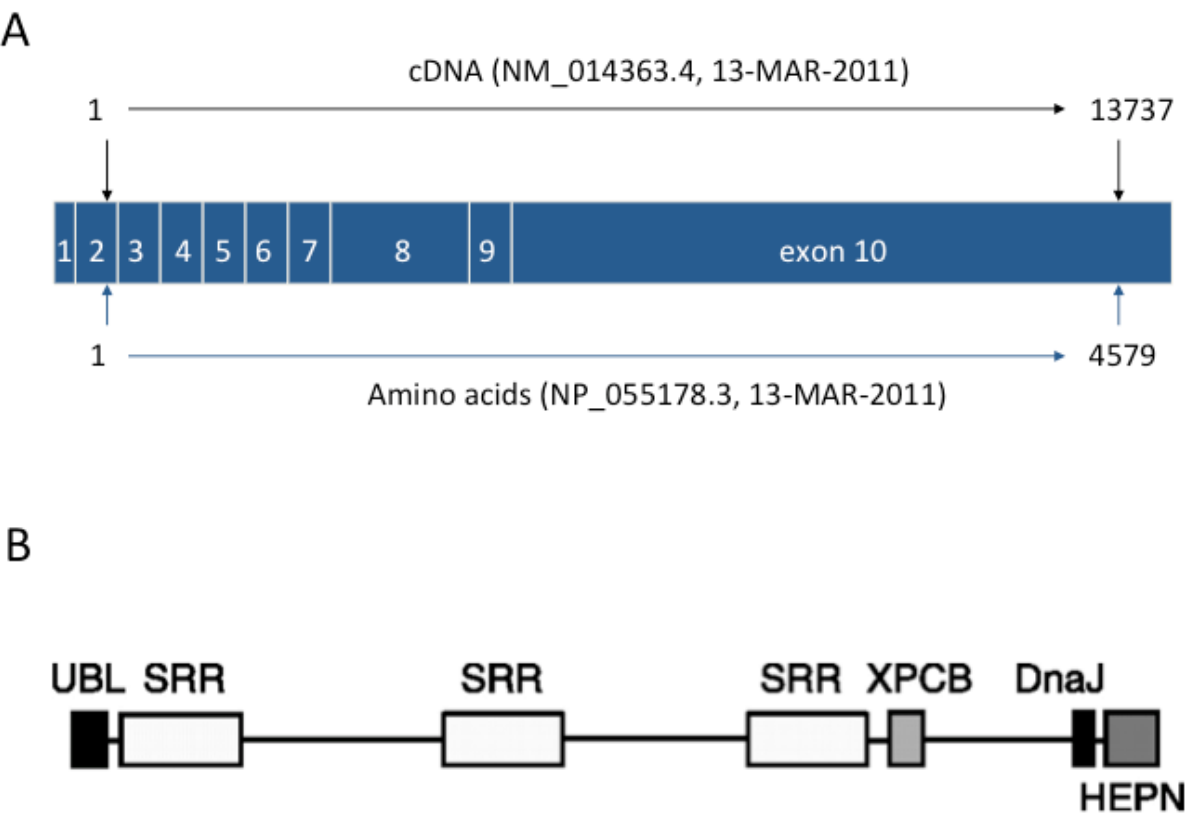 A
cDNA (NM_014363.4, 13-MAR-2011)
1 13737
1 2 3 4 5 6 7 8 9 exon 10
1 4579
Amino acids (NP_055178.3, 13-MAR-2011)
B
UBL SRR SRR SRR XPCB DnaJ
HEPN